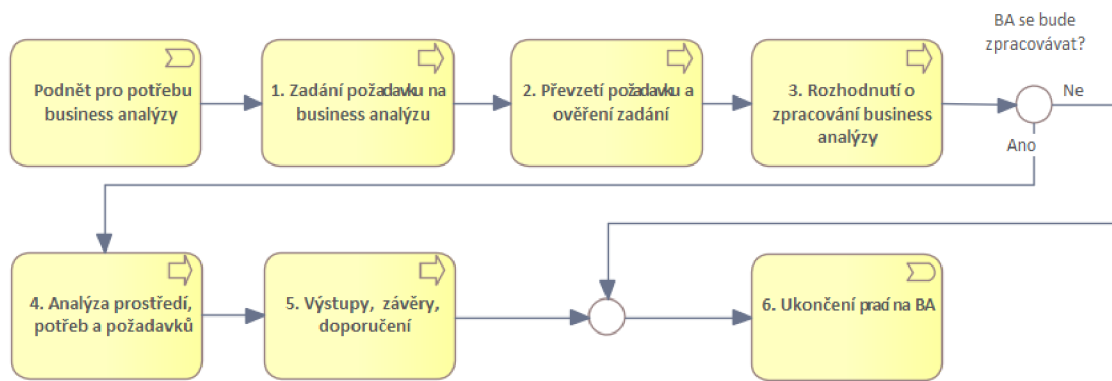 BA se bude
zpracovávat?
Podnět pro potřebu
business analýzy
1. Zadání požadavku na
business analýzu
2. Převzetí požadavku a
ověření zadání
3. Rozhodnutí o
zpracování business
analýzy
Ne
Ano
4. Analýza prostředí,
potřeb a požadavků
5. Výstupy, závěry,
doporučení
6. Ukončení prací na BA